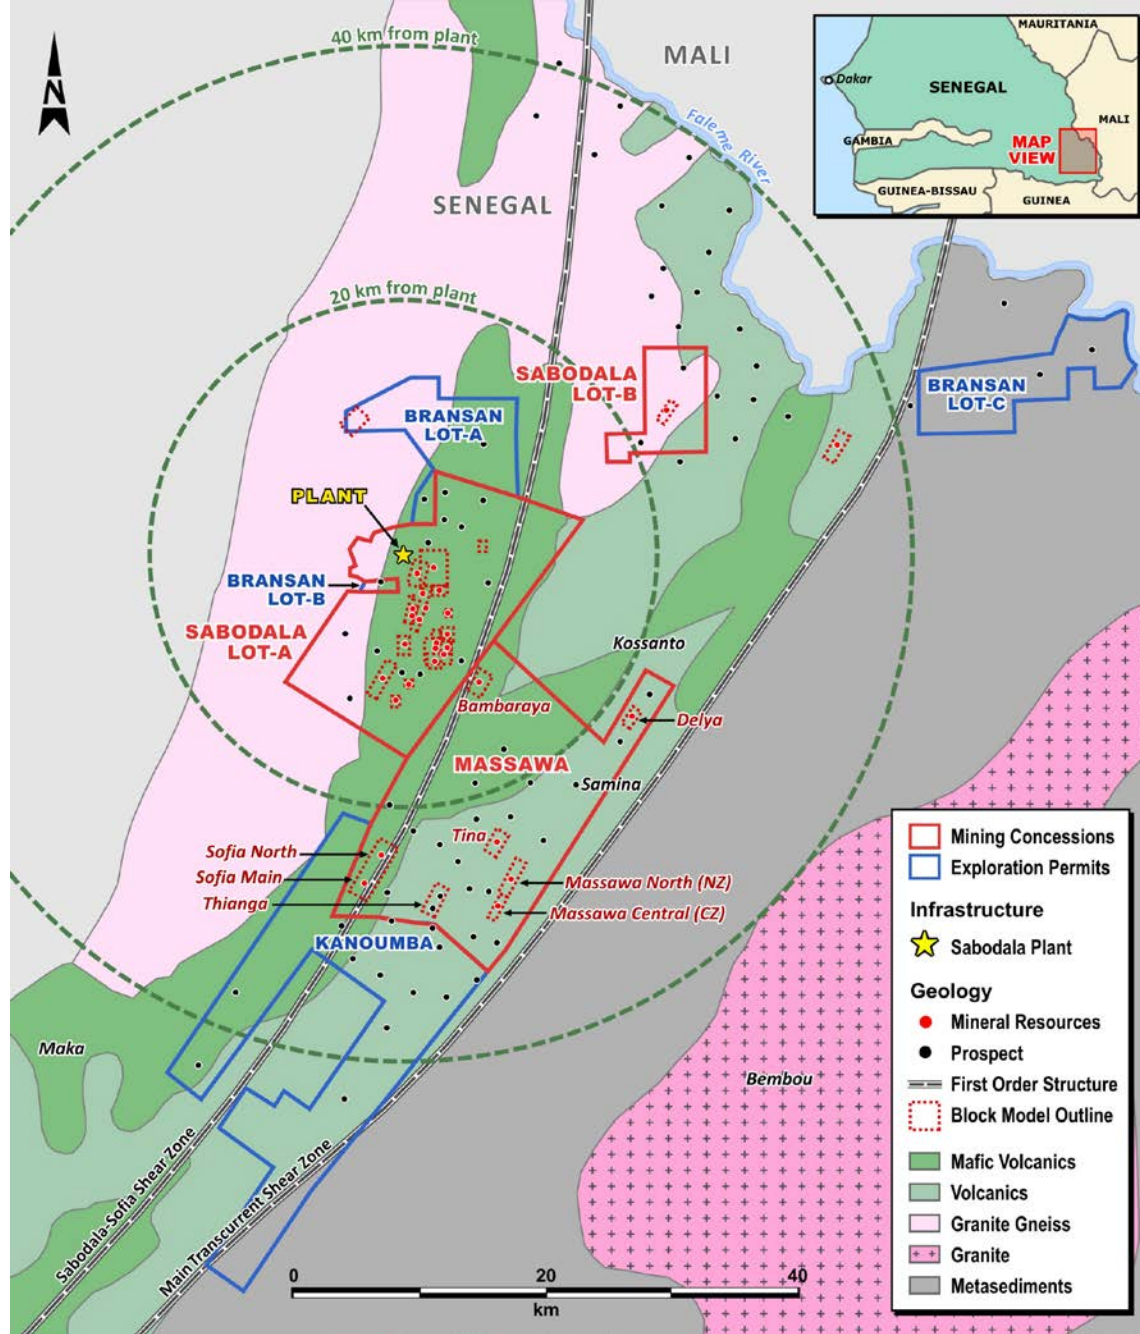 40 km from plant
MALI
N
Faleme River
SENEGAL
MAURITANIA
Dakar
SENEGAL
MALI
GAMBIA
MAP
VIEW
GUINEA-BISSAU
GUINEA
20 km from plant
SABODALA
LOT-B
BRANSAN
LOT-A
BRANSAN
LOT-C
PLANT
BRANSAN
LOT-B
SABODALA
LOT-A
Kossanto
Bambaraya
Delya
MASSAWA
Samina
Tina
Sofia North
Sofia Main
Thianga
Massawa North (NZ)
Massawa Central (CZ)
KANOUMBA
Maka
Bembou
Sabodala-Sofia Shear Zone
Main Transcurrent Shear Zone
Mining Concessions
Exploration Permits
Infrastructure
Sabodala Plant
Geology
Mineral Resources
Prospect
First Order Structure
Block Model Outline
Mafic Volcanics
Volcanics
Granite Gneiss
Granite
Metasediments
0 20 40
km